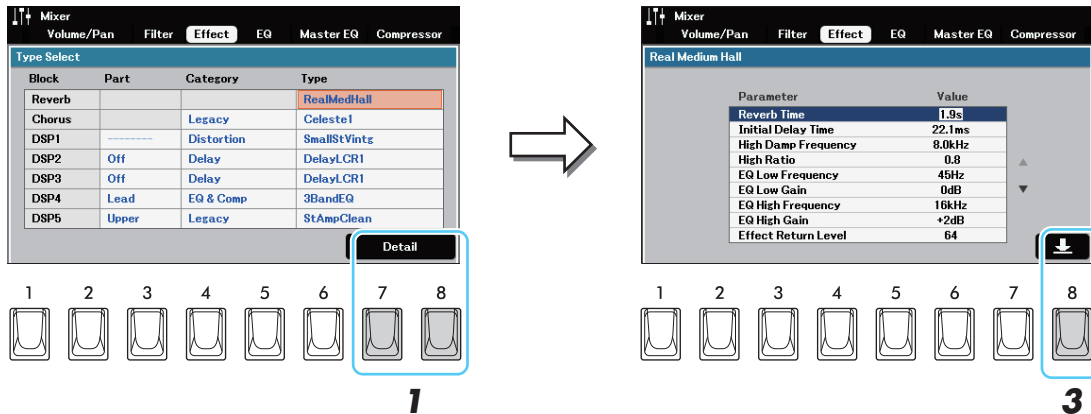 Mixer
Volume/Pan Filter Effect EQ Master EQ Compressor
Type Select
Block Part Category Type
Reverb RealMedHall
Chorus Legacy Celeste1
DSP1 -------- Distortion SmallStVintg
DSP2 Off Delay DelayLCR1
DSP3 Off Delay DelayLCR1
DSP4 Lead EQ & Comp 3BandEQ
DSP5 Upper Legacy StAmpClean
Detail
1 2 3 4 5 6 7 8
1
Mixer
Volume/Pan Filter Effect EQ Master EQ Compressor
Real Medium Hall
Parameter Value
Reverb Time 1.9s
Initial Delay Time 22.1ms
High Damp Frequency 8.0kHz
High Ratio 0.8
EQ Low Frequency 45Hz
EQ Low Gain 0dB
EQ High Frequency 16kHz
EQ High Gain +2dB
Effect Return Level 64
1 2 3 4 5 6 7 8
3